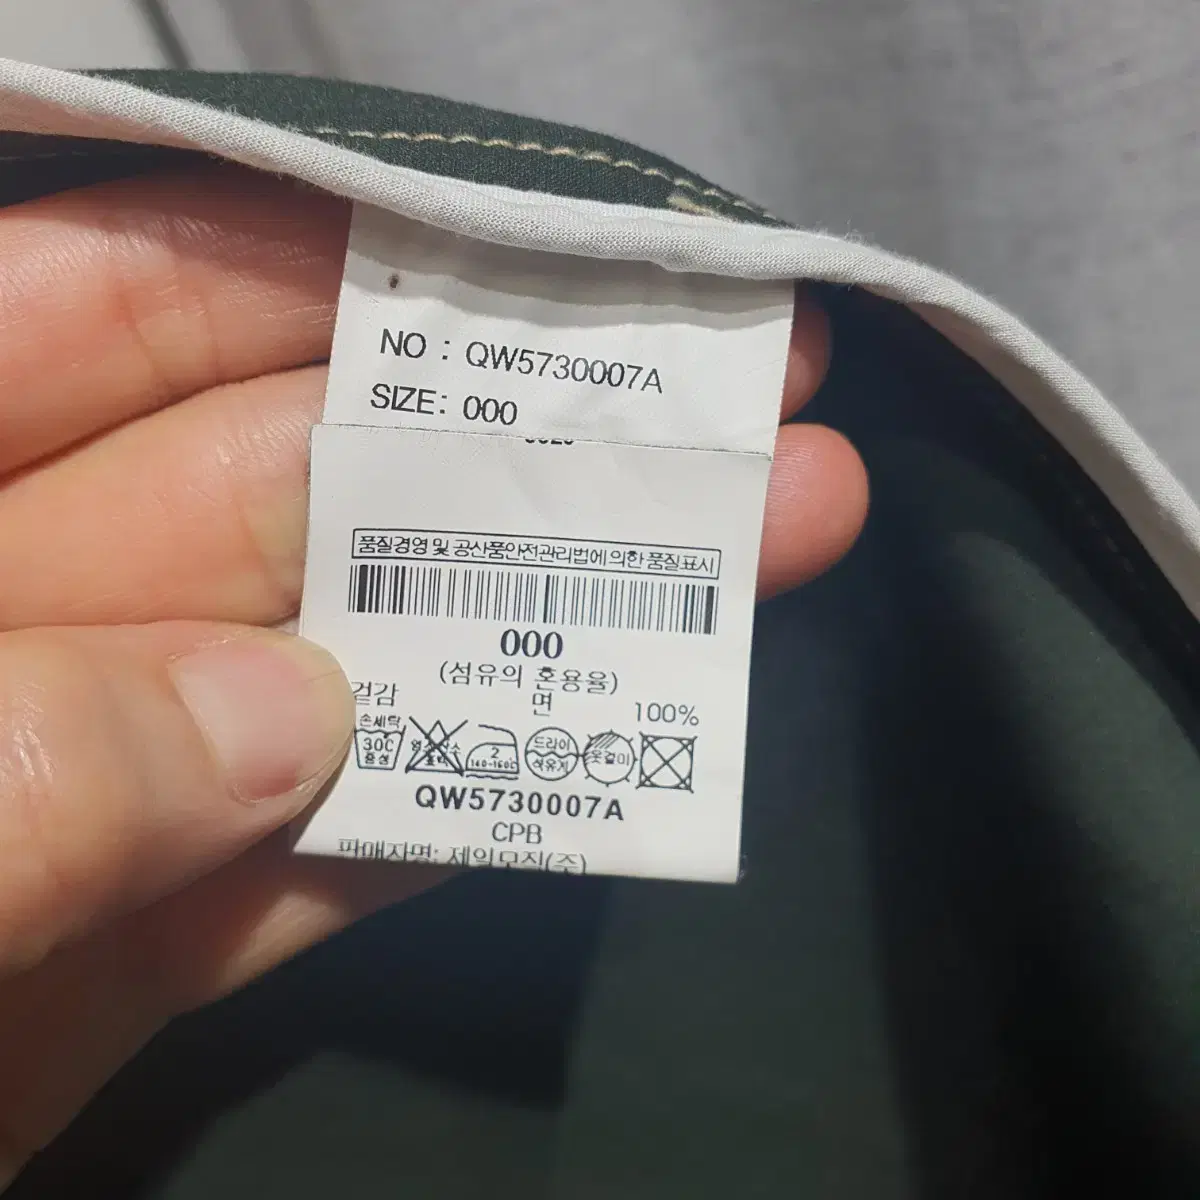 NO : QW5730007A
SIZE: 000
품질경영 및 공산품안전관리법에 의한 품질표시
000
(섬유의 혼용율)
겉감 면 100%
손세탁
30C
중성
2
140-160C
드라이
석유계
옷걸이
QW5730007A
CPB
판매자명: 제일모직(주)